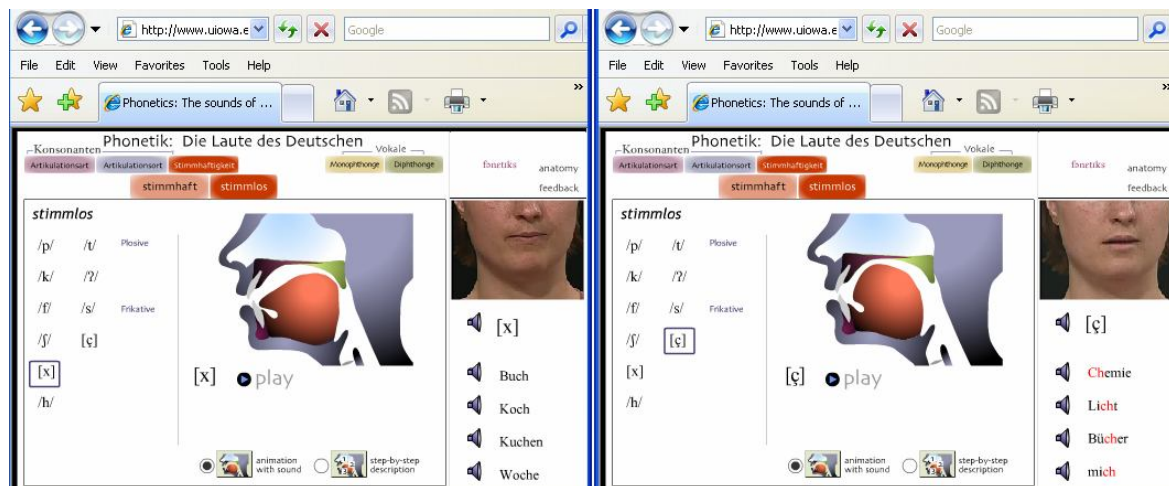 http://www.uiowa.e
Google
File Edit View Favorites Tools Help
Phonetics: The sounds of ...
»
Phonetik: Die Laute des Deutschen
Konsonanten
Vokale
Artikulationsart Artikulationsort Stimmhaftigkeit
Monophthonge Diphthonge
fɑnɛtɪks
anatomy
stimmhaft stimmlos
feedback
stimmlos
/p/ /t/ Plosive
/k/ /ʔ/
/f/ /s/ Frikative
/ʃ/ [ç]
[x]
/h/
[x] play
animation with sound
step-by-step description
[x]
Buch
Koch
Kuchen
Woche
http://www.uiowa.e
Google
File Edit View Favorites Tools Help
Phonetics: The sounds of ...
»
Phonetik: Die Laute des Deutschen
Konsonanten
Vokale
Artikulationsart Artikulationsort Stimmhaftigkeit
Monophthonge Diphthonge
fɑnɛtɪks
anatomy
stimmhaft stimmlos
feedback
stimmlos
/p/ /t/ Plosive
/k/ /ʔ/
/f/ /s/ Frikative
/ʃ/ [ç]
[x]
/h/
[ç] play
animation with sound
step-by-step description
[ç]
Chemie
Licht
Bücher
mich